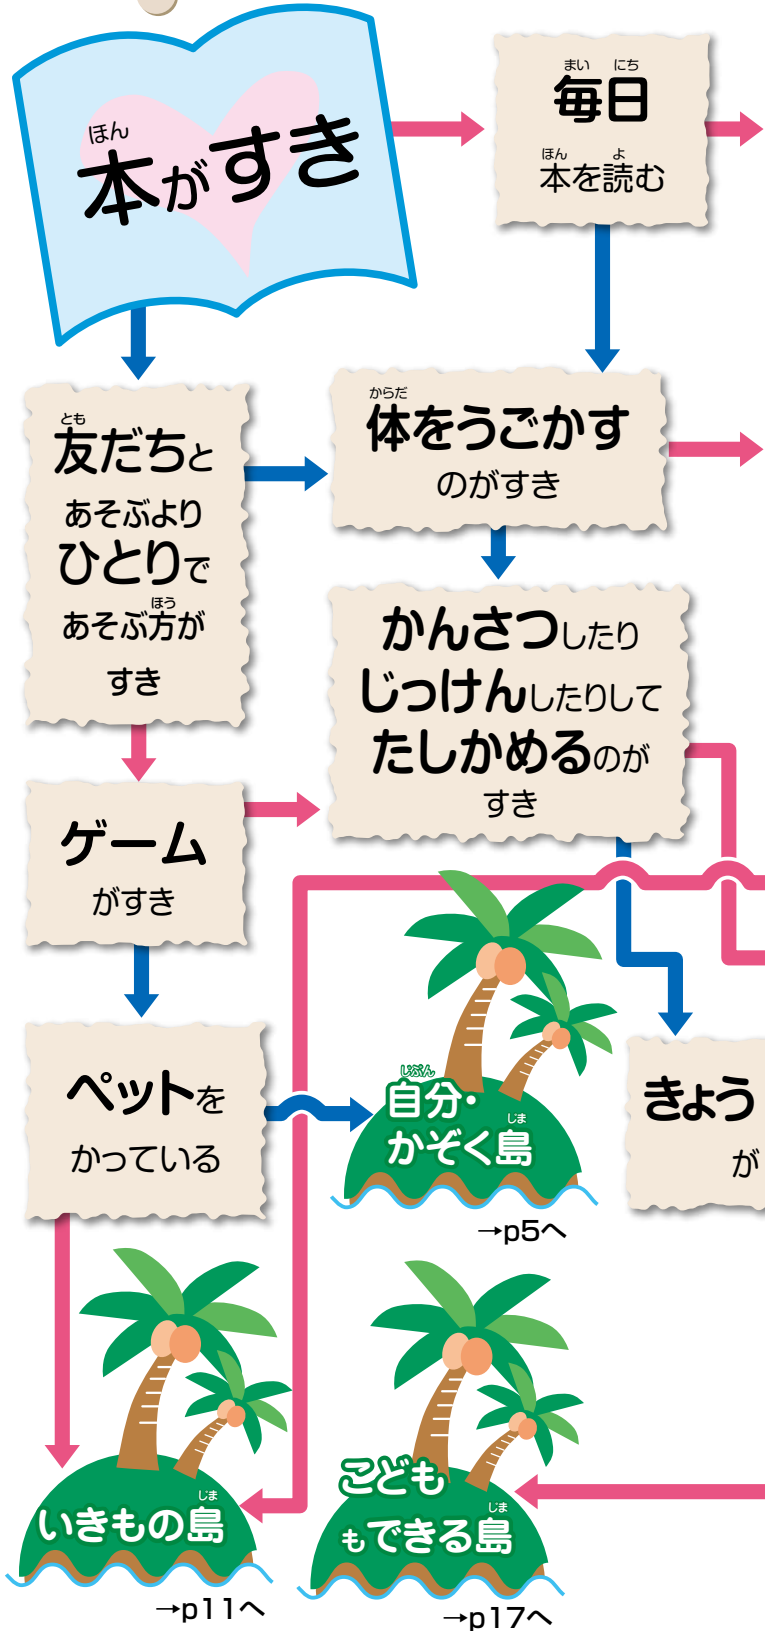 ほん
本がすき
まい にち
毎日
ほん よ
本を読む
とも
友だちと
あそぶより
ひとりで
ほう
あそぶ方が
すき
からだ
体をうごかす
のがすき
かんさつしたり
じっけんしたりして
たしかめるのが
すき
ゲーム
がすき
ペットを
かっている
じぶん
自分・
じま
かぞく島
→p5へ
きょう
が
じま
いきもの島
→p11へ
こども
じま
もできる島
→p17へ